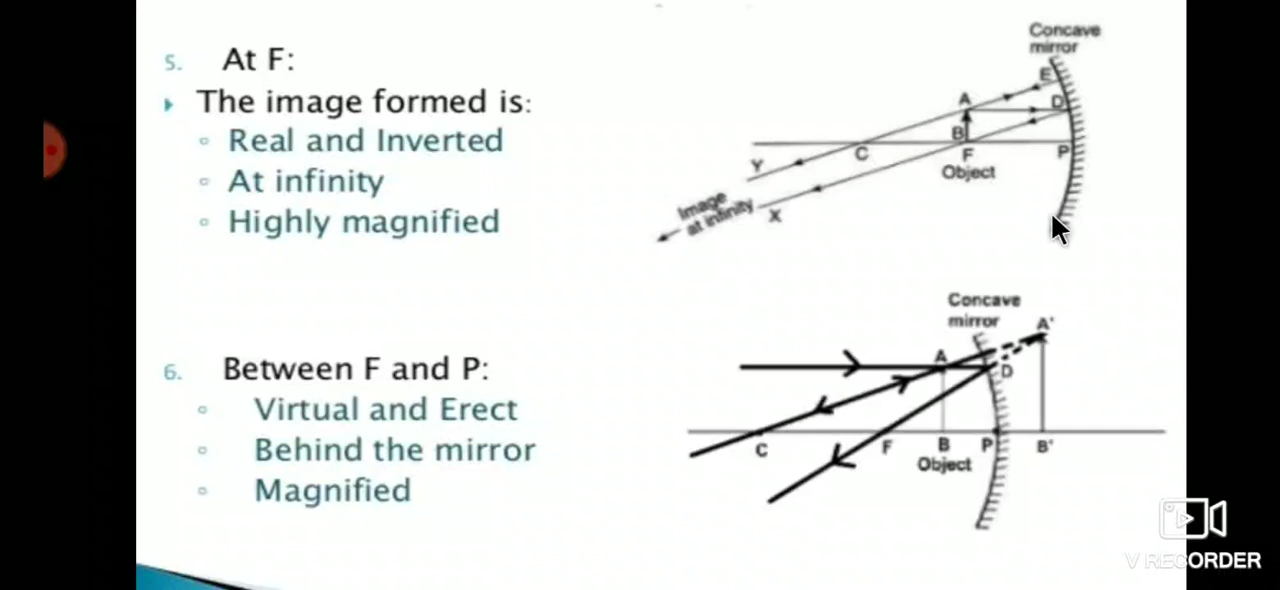 5. At F:
The image formed is:
Real and Inverted
At infinity
Highly magnified
Concave
mirror
E
A
D
B
C
F
P
Object
Y
X
Image
at infinity
6. Between F and P:
Virtual and Erect
Behind the mirror
Magnified
Concave
mirror
A'
A
D
C
F
B
P
B'
Object
V RECORDER